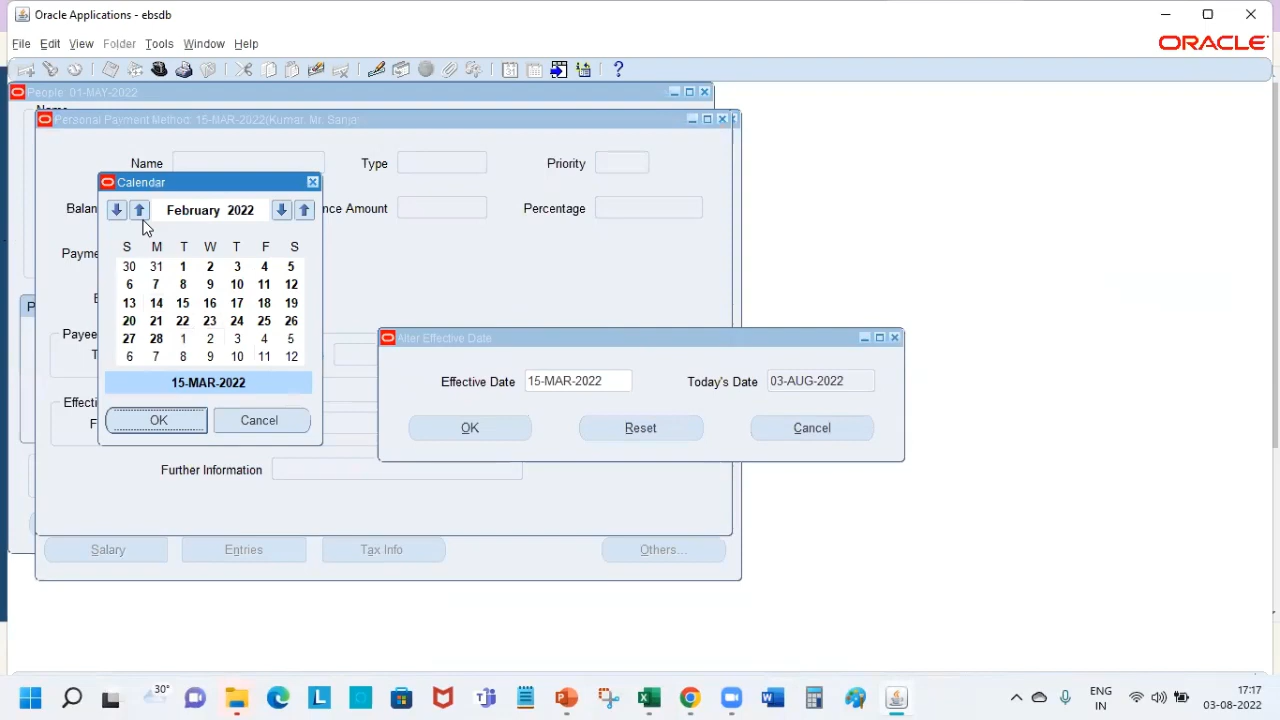 Oracle Applications - ebsdb
File Edit View Folder Tools Window Help
ORACLE
People: 01-MAY-2022
Personal Payment Method: 15-MAR-2022(Kumar, Mr. Sanja)
Name Type Priority
Calendar
February 2022
Balan nce Amount Percentage
S M T W T F S
30 31 1 2 3 4 5
6 7 8 9 10 11 12
13 14 15 16 17 18 19
20 21 22 23 24 25 26
27 28 1 2 3 4 5
6 7 8 9 10 11 12
15-MAR-2022
OK Cancel
Payme
Payee
Effecti
F
Alter Effective Date
Effective Date 15-MAR-2022 Today's Date 03-AUG-2022
OK Reset Cancel
Further Information
Salary Entries Tax Info Others...
30°
ENG
IN
17:17
03-08-2022